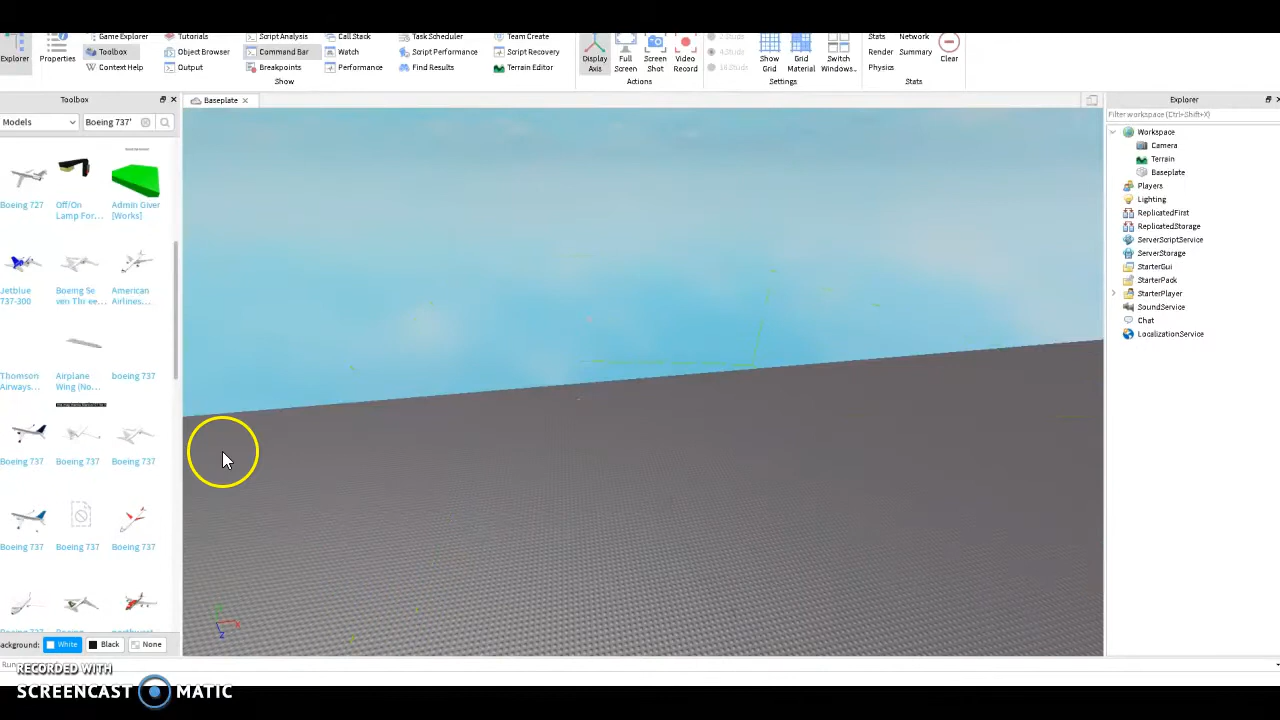 Game Explorer Tutorials Script Analysis Call Stack Task Scheduler Team Create Network
Toolbox Object Browser Command Bar Watch Script Performance Script Recovery
Explorer Properties Display Axis Full Screen Screen Shot Video Record Show Grid Grid Material Switch Windows... Stats Render Summary Clear
Context Help Output Breakpoints Performance Find Results Terrain Editor Physics
Show Actions Settings Stats
Toolbox
Baseplate
Explorer
Models
Boeing 737'
Filter workspace (Ctrl+Shift+X)
Workspace
Camera
Terrain
Baseplate
Players
Lighting
ReplicatedFirst
ReplicatedStorage
ServerScriptService
ServerStorage
StarterGui
StarterPack
StarterPlayer
SoundService
Chat
LocalizationService
Boeing 727 Off/On Lamp For... Admin Giver [Works]
Jetblue 737-300 Boeing Se ven Thr ee... American Airlines...
Thomson Airways... Airplane Wing (No... boeing 737
Boeing 737 Boeing 737 Boeing 737
Boeing 737 Boeing 737 Boeing 737
ackground: White Black None
RECORDED WITH
SCREENCAST MATIC